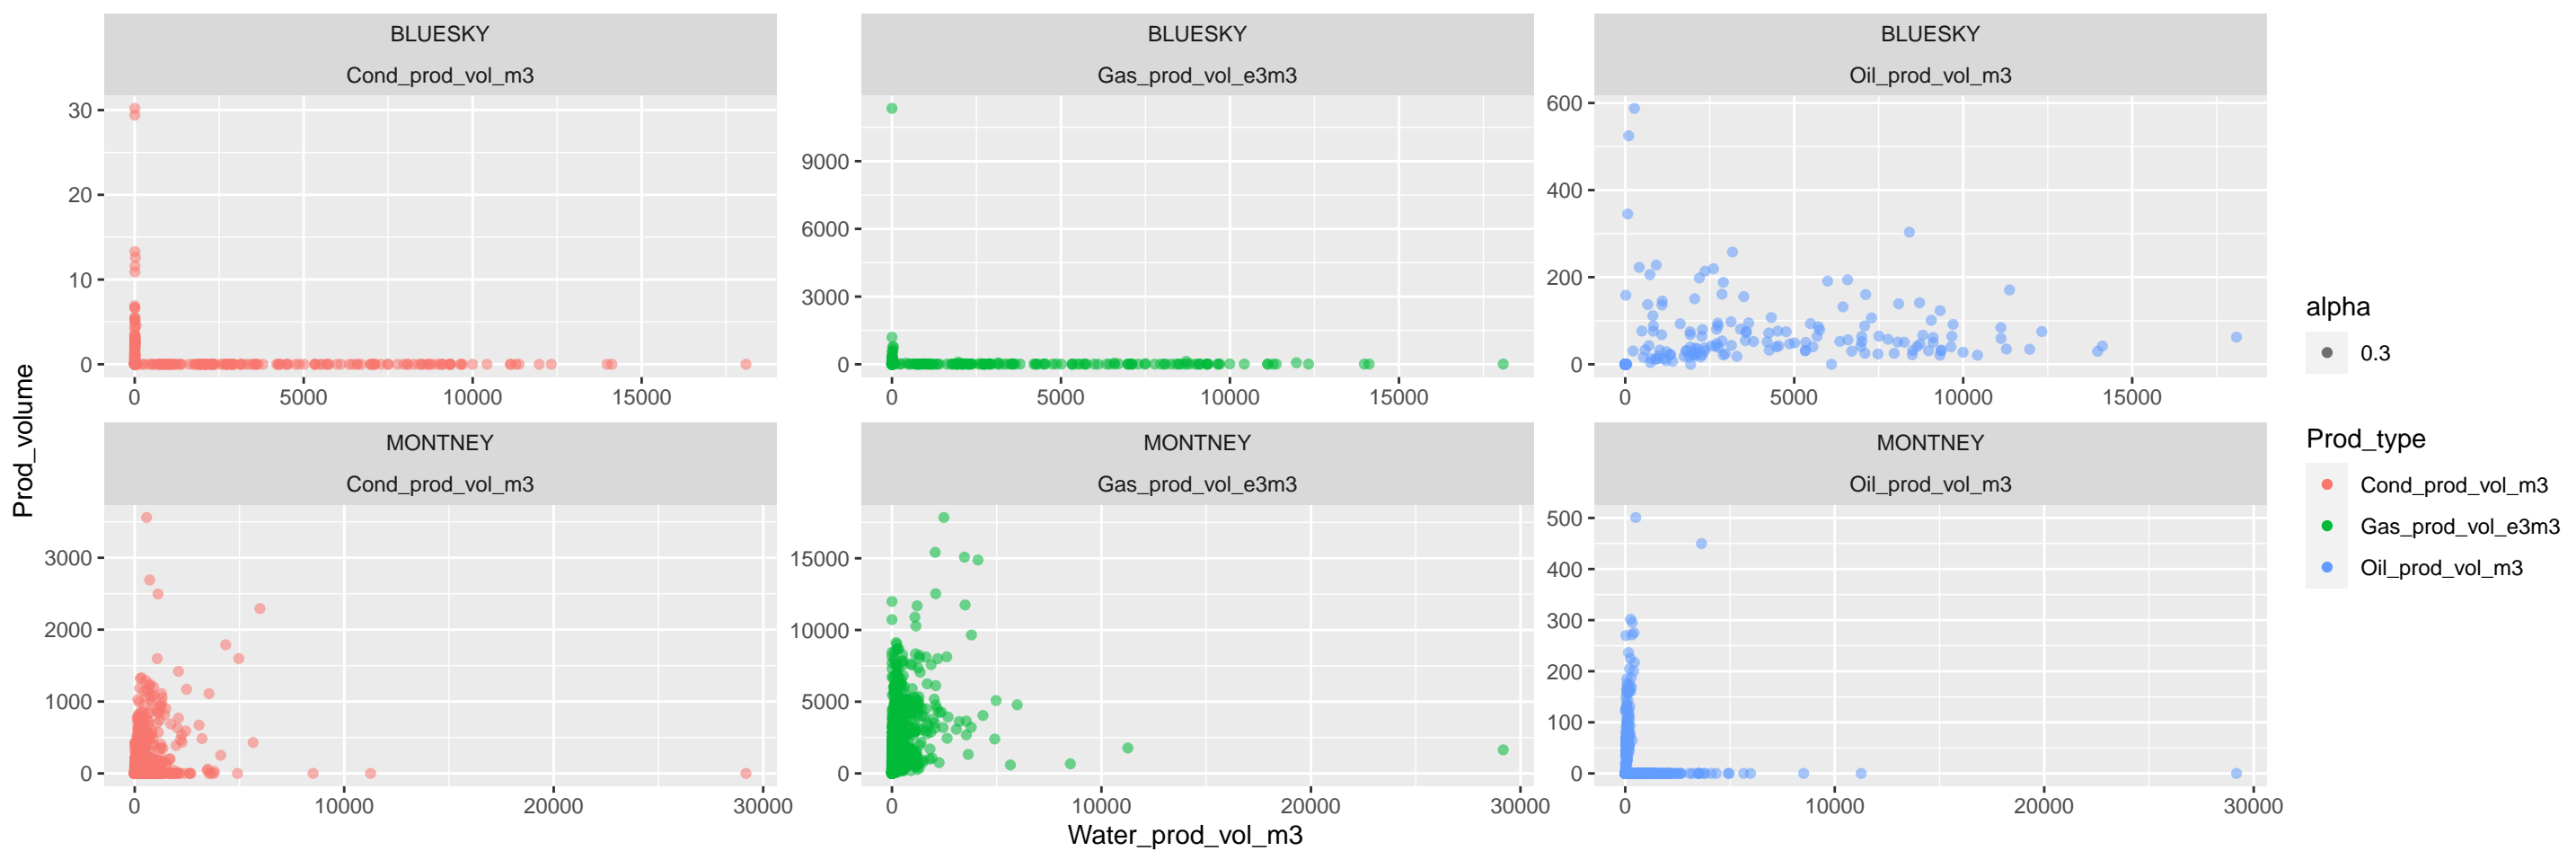 BLUESKY
Cond_prod_vol_m3
BLUESKY
Gas_prod_vol_e3m3
BLUESKY
Oil_prod_vol_m3
30
20
10
0
0 5000 10000 15000
9000
6000
3000
0
0 5000 10000 15000
600
400
200
0
0 5000 10000 15000
MONTNEY
Cond_prod_vol_m3
MONTNEY
Gas_prod_vol_e3m3
MONTNEY
Oil_prod_vol_m3
3000
2000
1000
0
0 10000 20000 30000
15000
10000
5000
0
0 10000 20000 30000
500
400
300
200
100
0
0 10000 20000 30000
Prod_volume
Water_prod_vol_m3
alpha
0.3
Prod_type
Cond_prod_vol_m3
Gas_prod_vol_e3m3
Oil_prod_vol_m3